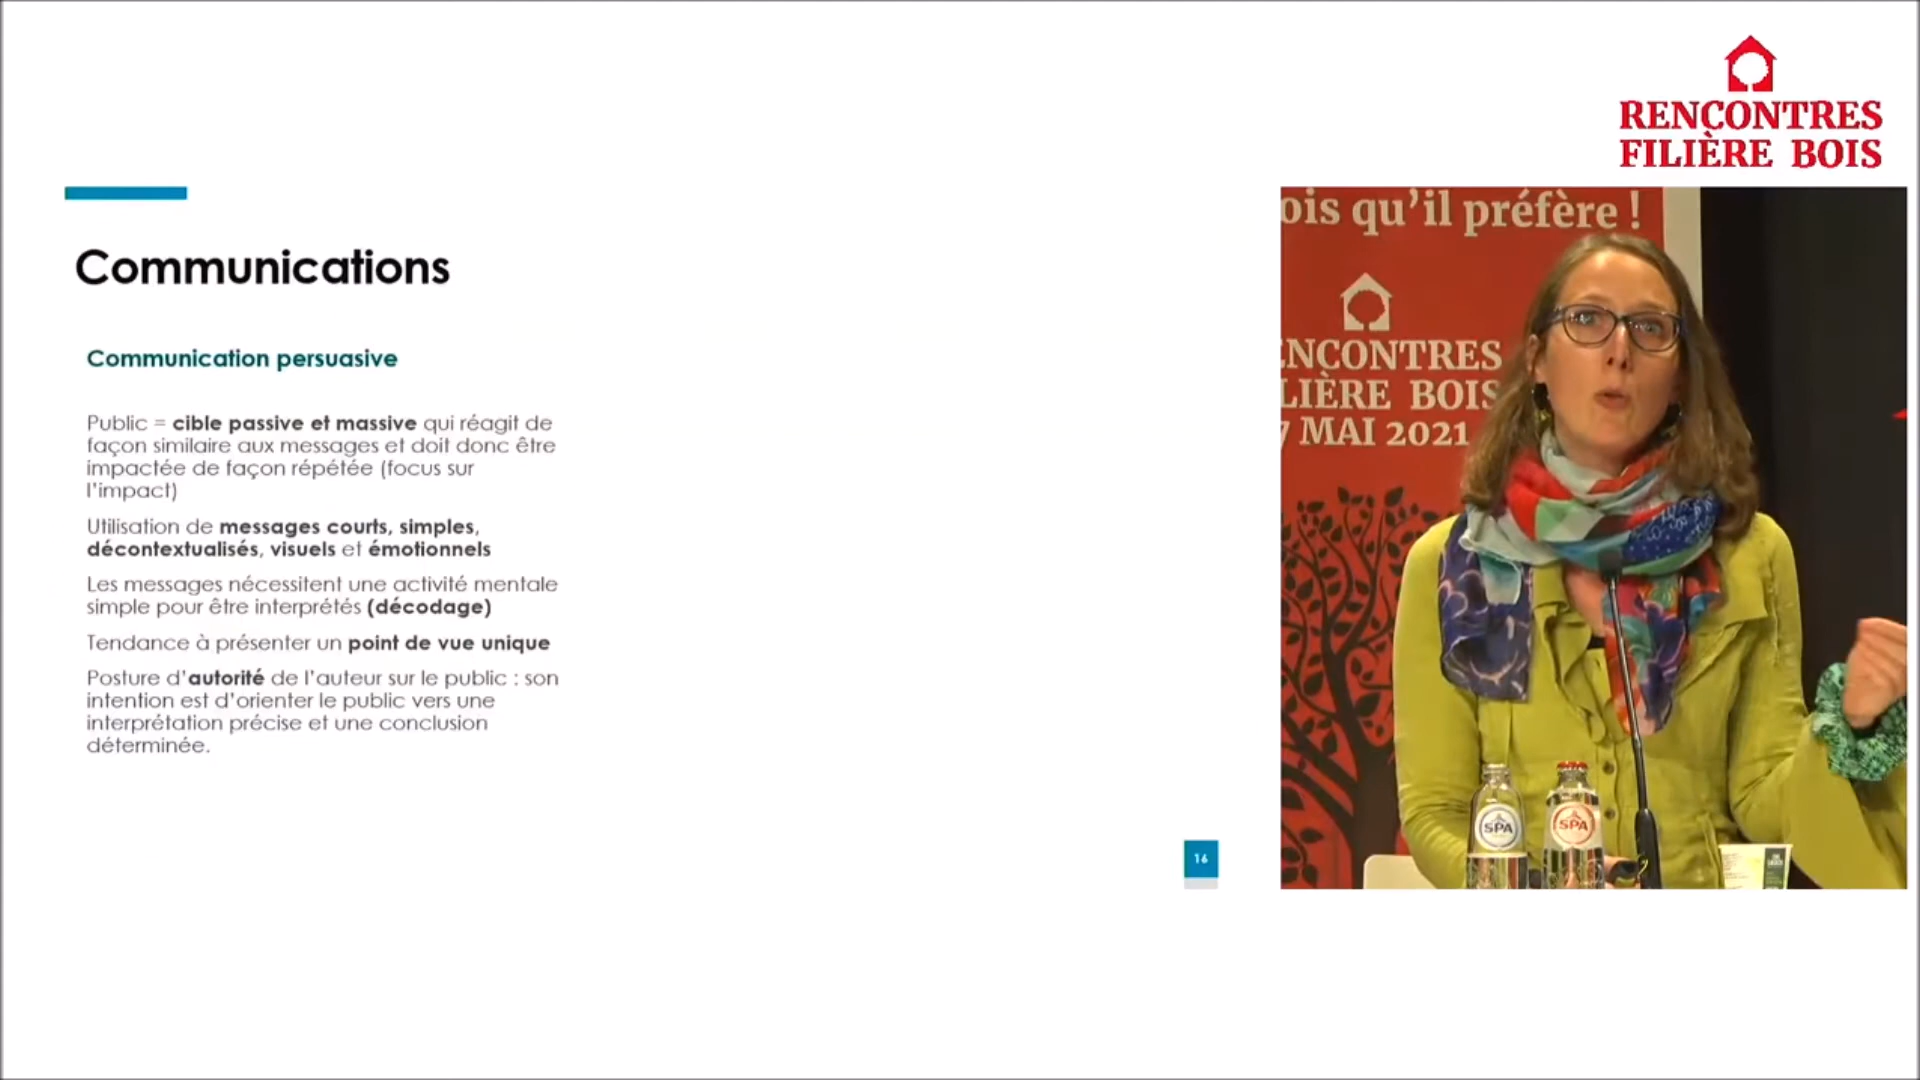 RENCONTRES
FILIÈRE BOIS
Communications
Communication persuasive
Public = cible passive et massive qui réagit de
façon similaire aux messages et doit donc être
impactée de façon répétée (focus sur
l'impact)
Utilisation de messages courts, simples,
décontextualisés, visuels et émotionnels
Les messages nécessitent une activité mentale
simple pour être interprétés (décodage)
Tendance à présenter un point de vue unique
Posture d'autorité de l'auteur sur le public : son
intention est d'orienter le public vers une
interprétation précise et une conclusion
déterminée.
16
ois qu'il préfère !
ENCONTRES
LIÈRE BOIS
7 MAI 2021
SPA
SPA